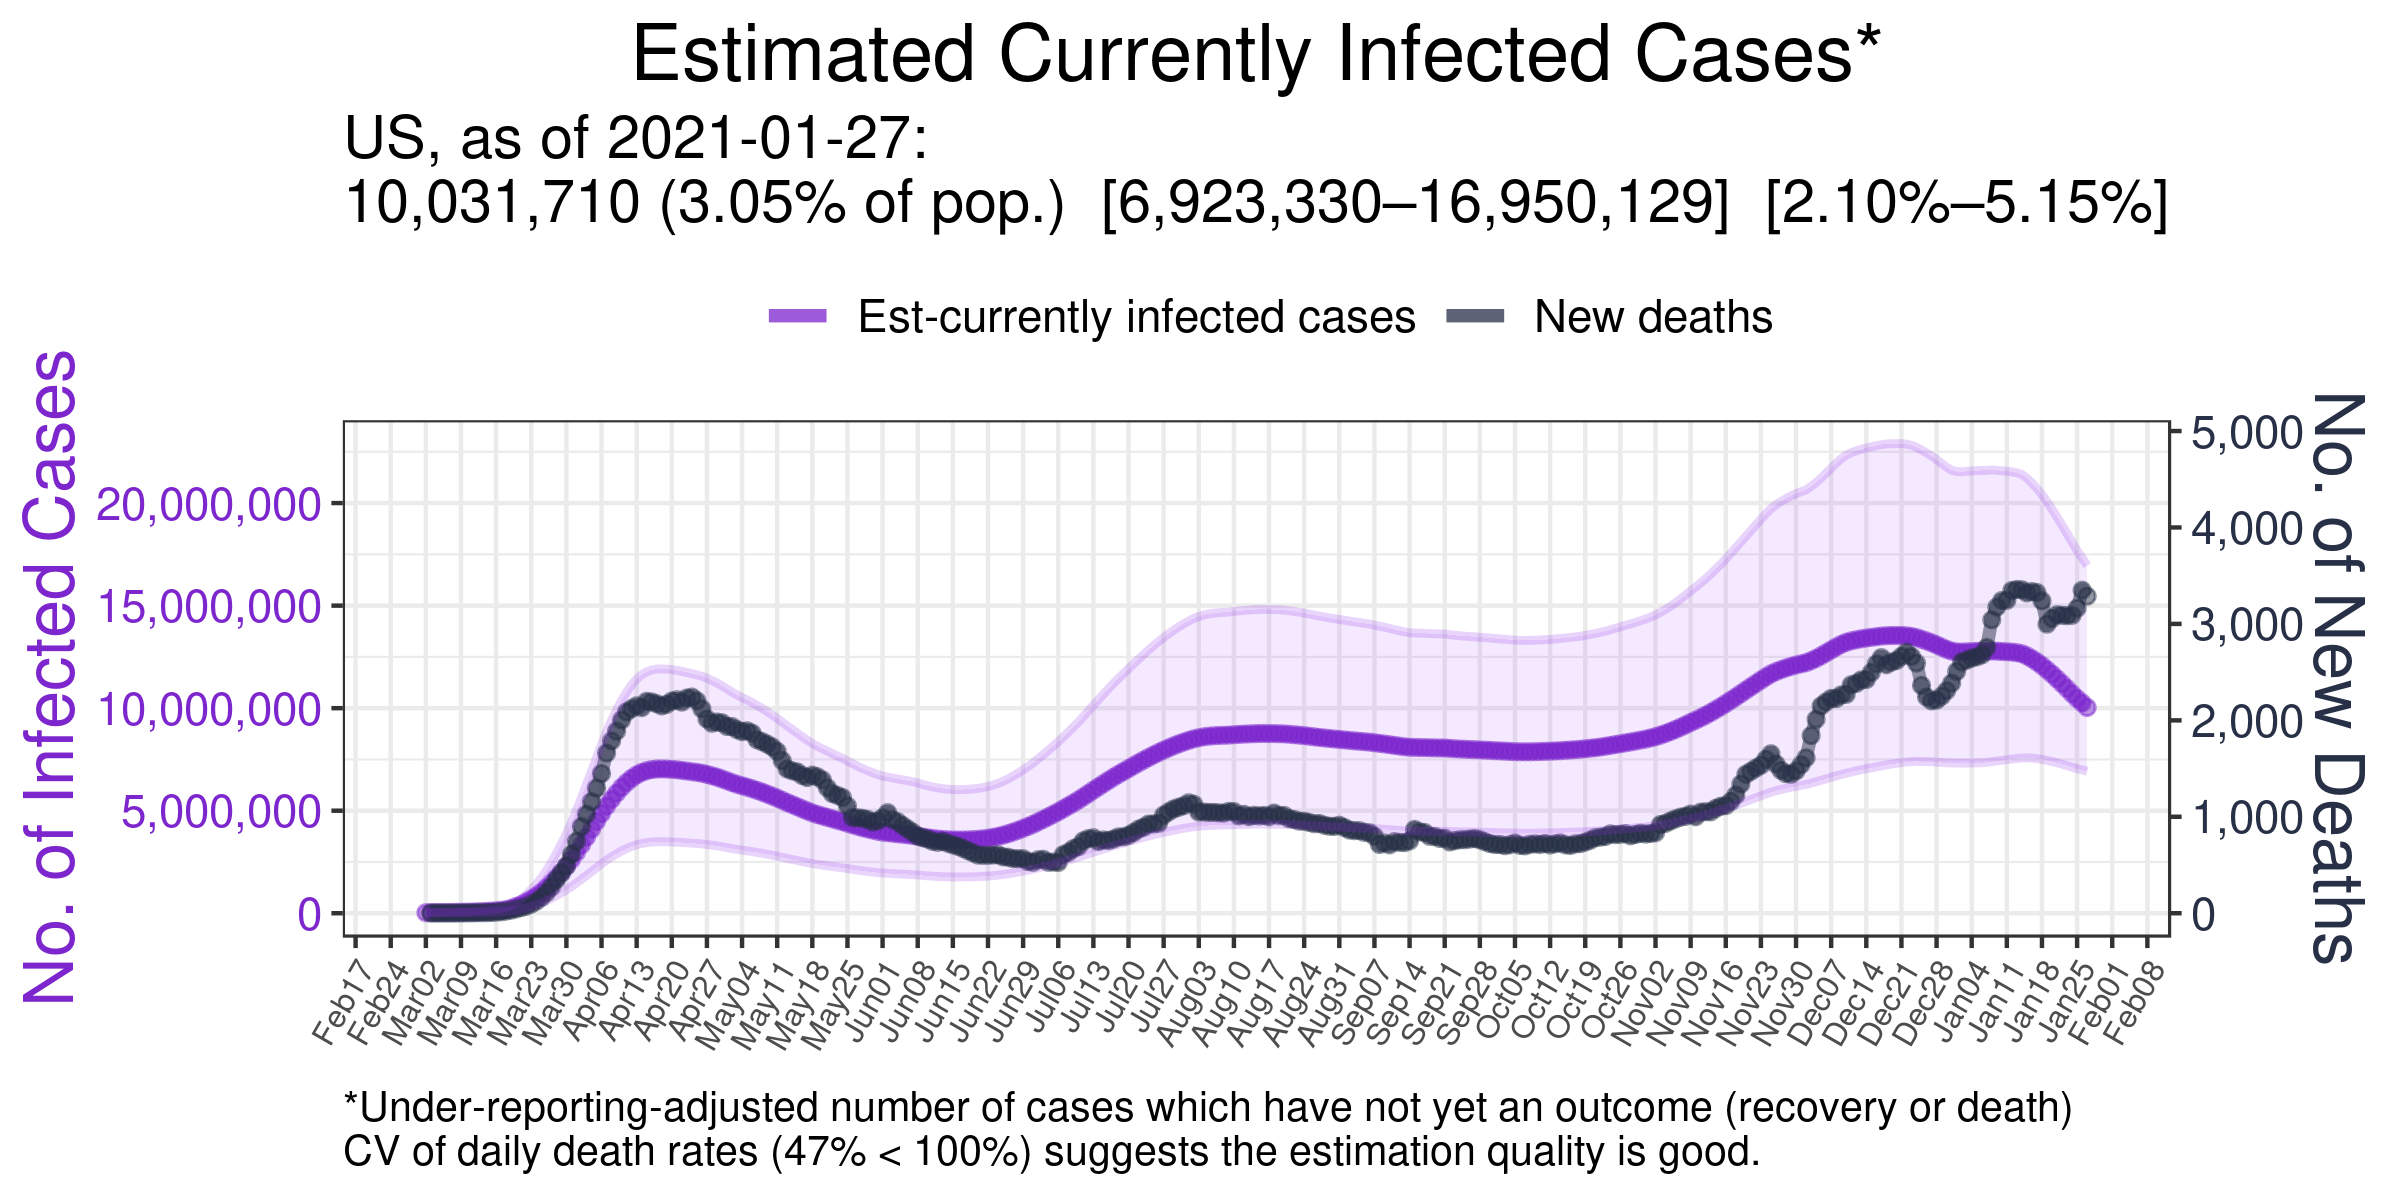 Estimated Currently Infected Cases*
US, as of 2021-01-27:
10,031,710 (3.05% of pop.)  [6,923,330–16,950,129]  [2.10%–5.15%]
Est-currently infected cases
New deaths
No. of Infected Cases
20,000,000
15,000,000
10,000,000
5,000,000
0
5,000
4,000
3,000
2,000
1,000
0
No. of New Deaths
Feb17
Feb24
Mar02
Mar09
Mar16
Mar23
Mar30
Apr06
Apr13
Apr20
Apr27
May04
May11
May18
May25
Jun01
Jun08
Jun15
Jun22
Jun29
Jul06
Jul13
Jul20
Jul27
Aug03
Aug10
Aug17
Aug24
Aug31
Sep07
Sep14
Sep21
Sep28
Oct05
Oct12
Oct19
Oct26
Nov02
Nov09
Nov16
Nov23
Nov30
Dec07
Dec14
Dec21
Dec28
Jan04
Jan11
Jan18
Jan25
Feb01
Feb08
*Under-reporting-adjusted number of cases which have not yet an outcome (recovery or death)
CV of daily death rates (47% < 100%) suggests the estimation quality is good.